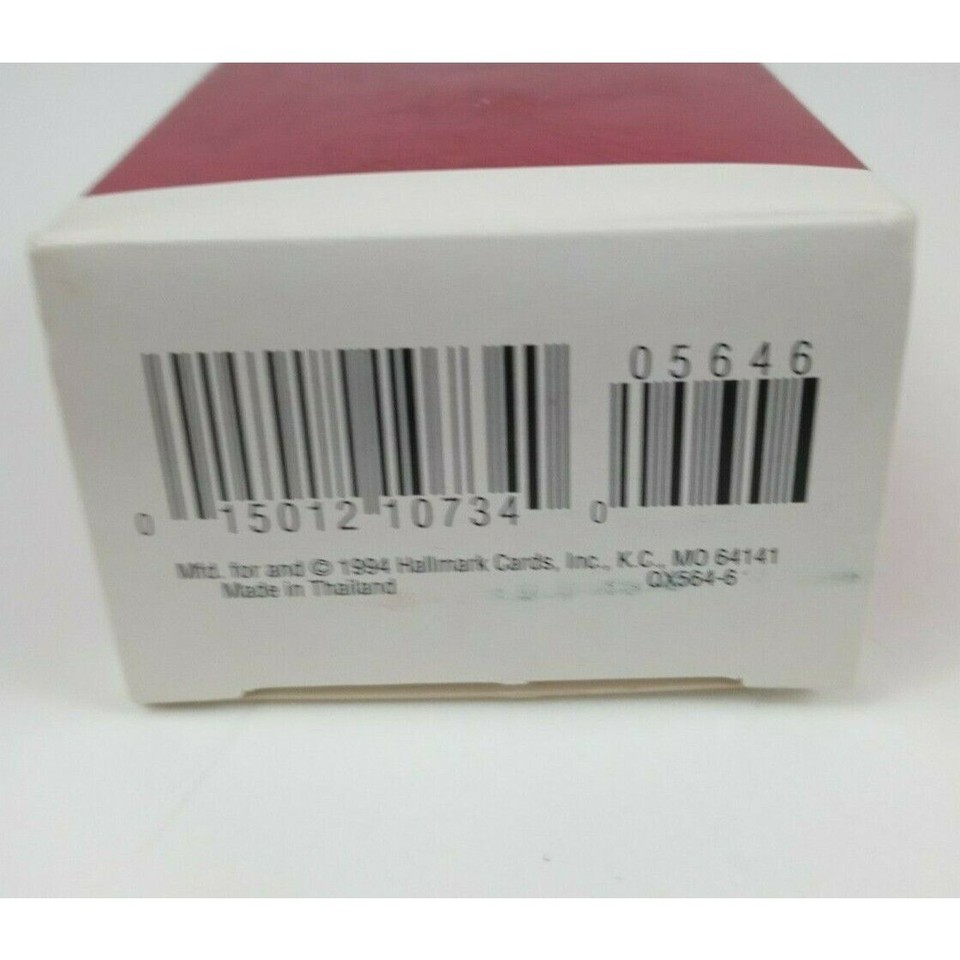 05646
0 15012 10734 0
Mfd. for and © 1994 Hallmark Cards, Inc., K.C., MO 64141
Made in Thailand QX564-6